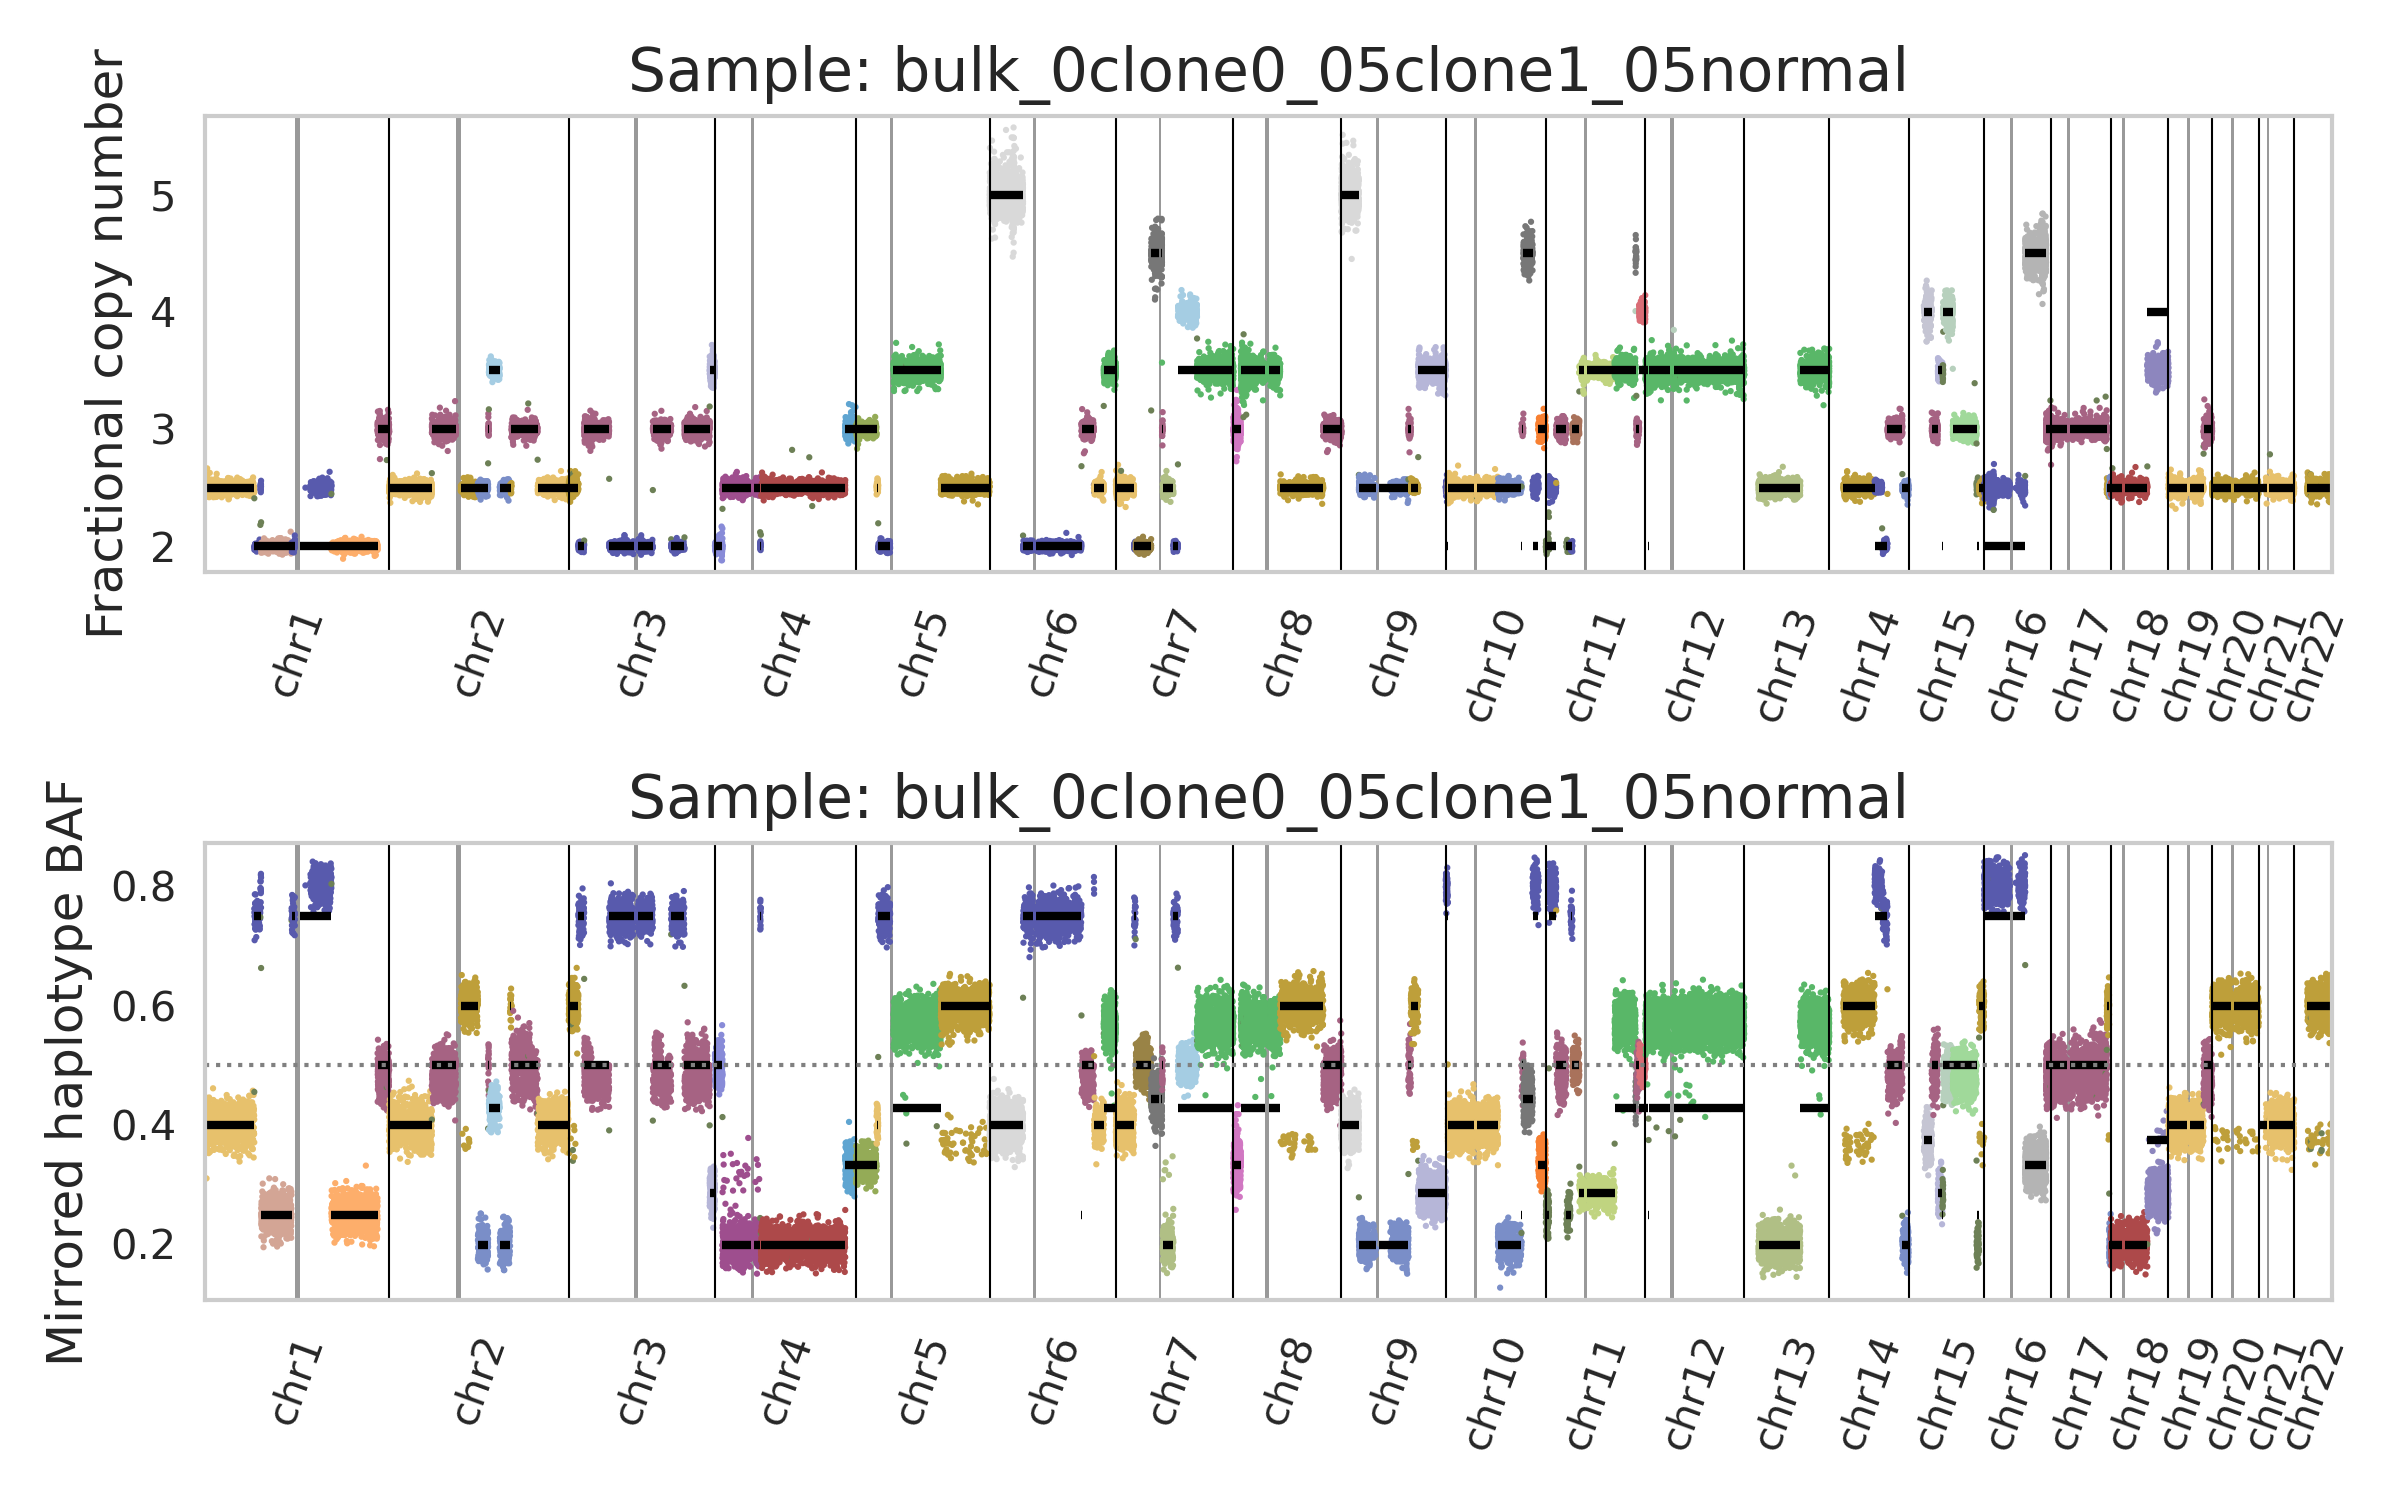 Sample: bulk_0clone0_05clone1_05normal
Fractional copy number
5
4
3
2
chr1
chr2
chr3
chr4
chr5
chr6
chr7
chr8
chr9
chr10
chr11
chr12
chr13
chr14
chr15
chr16
chr17
chr18
chr19
chr20
chr21
chr22
Sample: bulk_0clone0_05clone1_05normal
Mirrored haplotype BAF
0.8
0.6
0.4
0.2
chr1
chr2
chr3
chr4
chr5
chr6
chr7
chr8
chr9
chr10
chr11
chr12
chr13
chr14
chr15
chr16
chr17
chr18
chr19
chr20
chr21
chr22